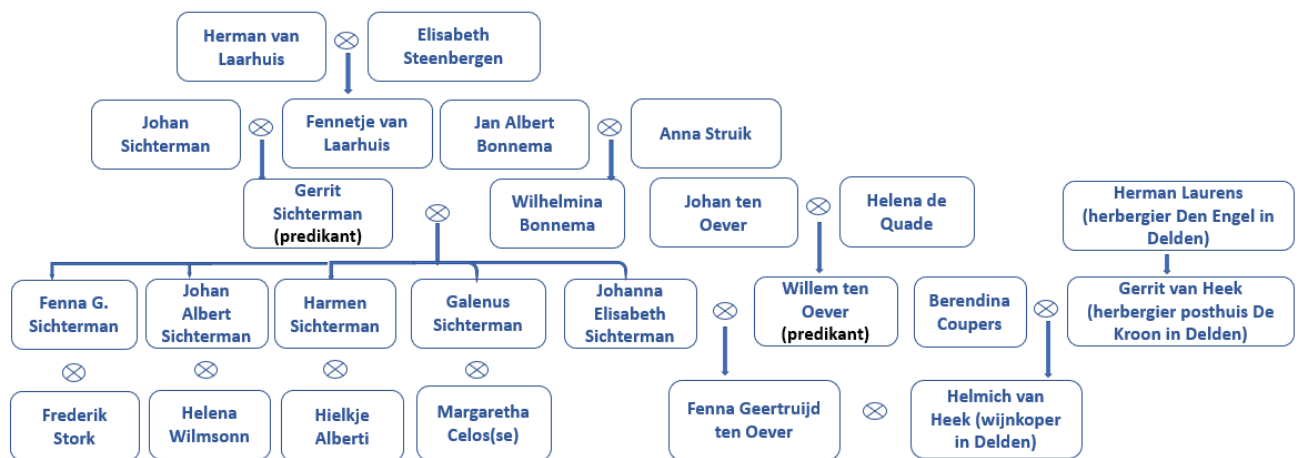 Herman van
Laarhuis
Elisabeth
Steenbergen
Johan
Sichterman
Fennetje van
Laarhuis
Jan Albert
Bonnema
Anna Struik
Gerrit
Sichterman
(predikant)
Wilhelmina
Bonnema
Johan ten
Oever
Helena de
Quade
Herman Laurens
(herbergier Den Engel in
Delden)
Fenna G.
Sichterman
Johan
Albert
Sichterman
Harmen
Sichterman
Galenus
Sichterman
Johanna
Elisabeth
Sichterman
Willem ten
Oever
(predikant)
Berendina
Coupers
Gerrit van Heek
(herbergier posthuis De
Kroon in Delden)
Frederik
Stork
Helena
Wilmsonn
Hielkje
Alberti
Margaretha
Celos(se)
Fenna Geertruijd
ten Oever
Helmich van
Heek (wijnkoper
in Delden)